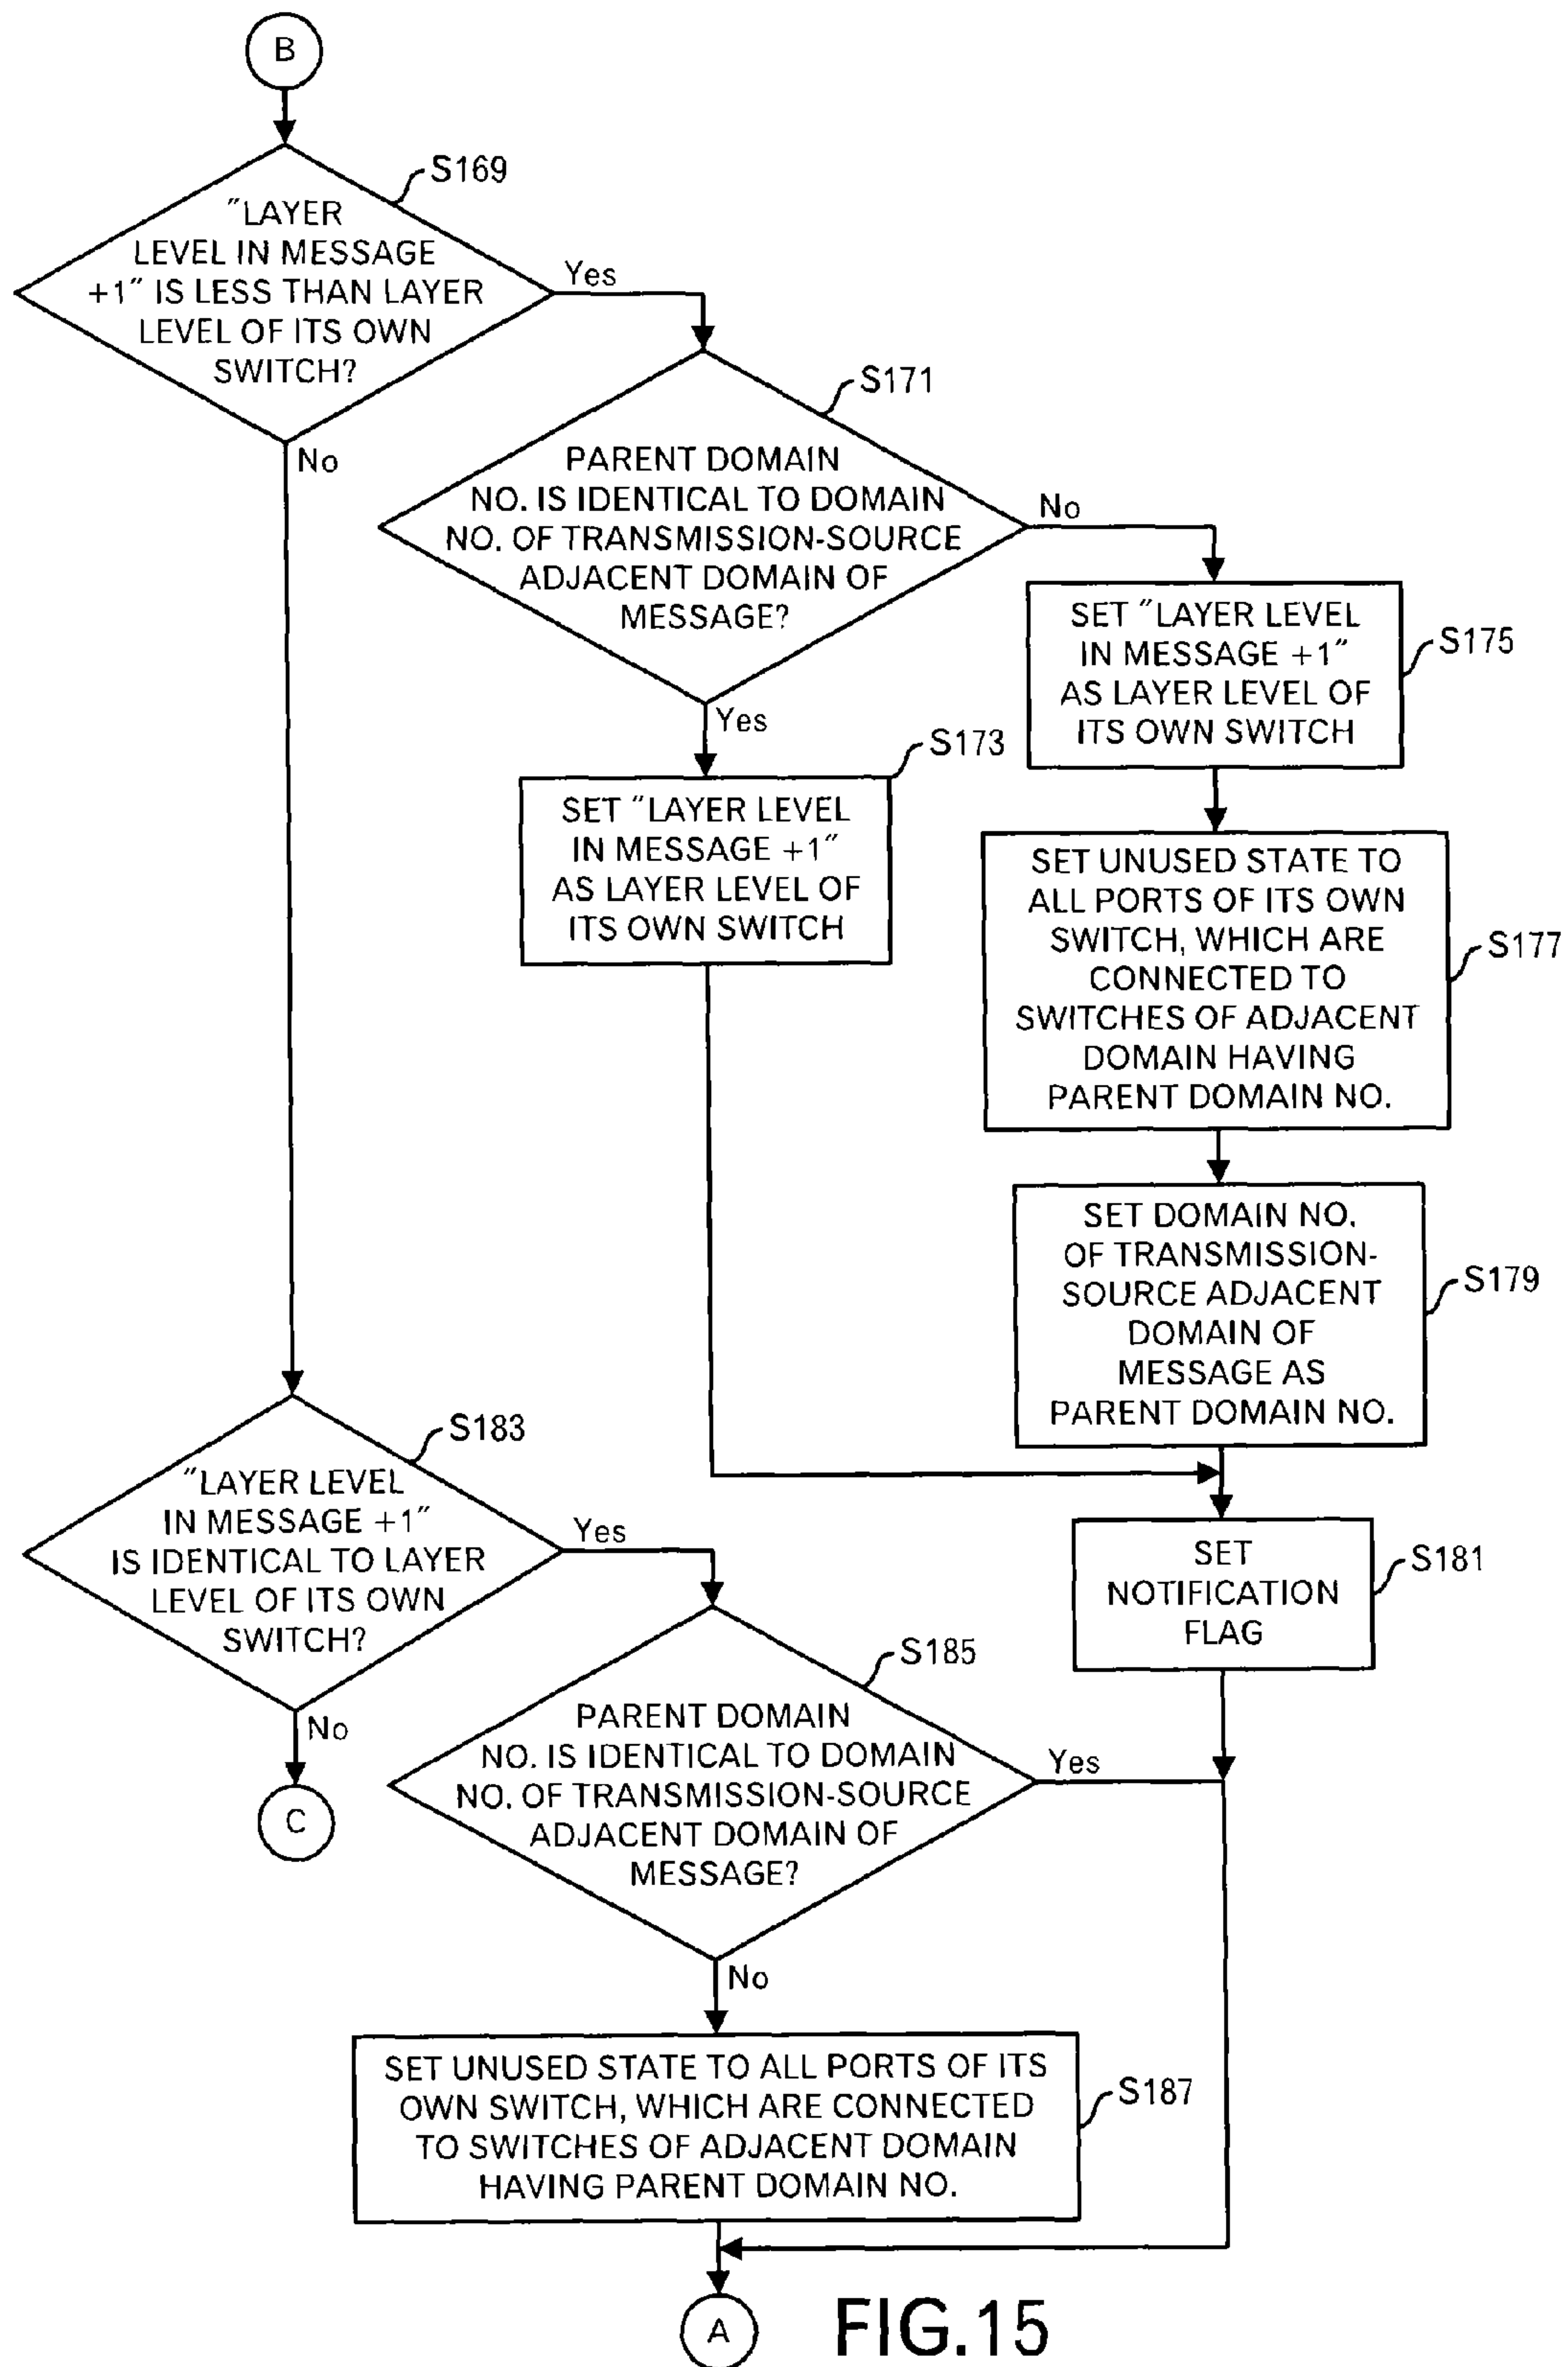 B
S169
"LAYER
LEVEL IN MESSAGE
+1" IS LESS THAN LAYER
LEVEL OF ITS OWN
SWITCH?
Yes
No
S171
PARENT DOMAIN
NO. IS IDENTICAL TO DOMAIN
NO. OF TRANSMISSION-SOURCE
ADJACENT DOMAIN OF
MESSAGE?
No
Yes
S175
SET "LAYER LEVEL
IN MESSAGE +1"
AS LAYER LEVEL OF
ITS OWN SWITCH
S173
SET "LAYER LEVEL
IN MESSAGE +1"
AS LAYER LEVEL OF
ITS OWN SWITCH
S177
SET UNUSED STATE TO
ALL PORTS OF ITS OWN
SWITCH, WHICH ARE
CONNECTED TO
SWITCHES OF ADJACENT
DOMAIN HAVING
PARENT DOMAIN NO.
S179
SET DOMAIN NO.
OF TRANSMISSION-
SOURCE ADJACENT
DOMAIN OF
MESSAGE AS
PARENT DOMAIN NO.
S181
SET
NOTIFICATION
FLAG
S183
"LAYER LEVEL
IN MESSAGE +1"
IS IDENTICAL TO LAYER
LEVEL OF ITS OWN
SWITCH?
Yes
No
C
S185
PARENT DOMAIN
NO. IS IDENTICAL TO DOMAIN
NO. OF TRANSMISSION-SOURCE
ADJACENT DOMAIN OF
MESSAGE?
Yes
No
S187
SET UNUSED STATE TO ALL PORTS OF ITS
OWN SWITCH, WHICH ARE CONNECTED
TO SWITCHES OF ADJACENT DOMAIN
HAVING PARENT DOMAIN NO.
A
FIG.15